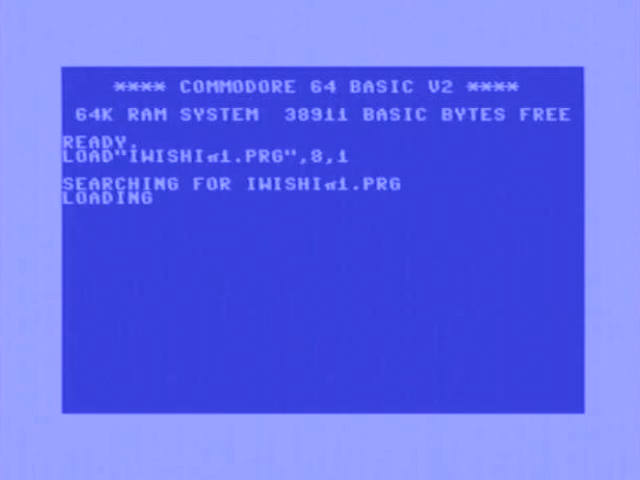 **** COMMODORE 64 BASIC V2 ****
64K RAM SYSTEM  38911 BASIC BYTES FREE
READY.
LOAD"IWISHIπ1.PRG",8,1
SEARCHING FOR IWISHIπ1.PRG
LOADING